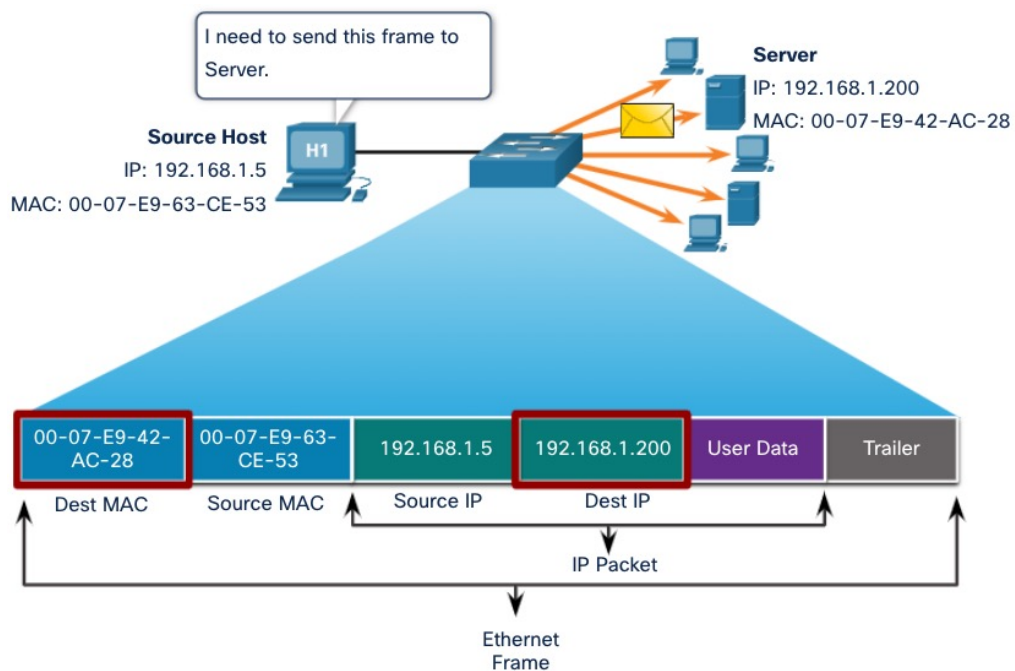 I need to send this frame to
Server.
Source Host
IP: 192.168.1.5
MAC: 00-07-E9-63-CE-53
H1
Server
IP: 192.168.1.200
MAC: 00-07-E9-42-AC-28
00-07-E9-42-
AC-28
00-07-E9-63-
CE-53
192.168.1.5
192.168.1.200
User Data
Trailer
Dest MAC
Source MAC
Source IP
Dest IP
IP Packet
Ethernet
Frame